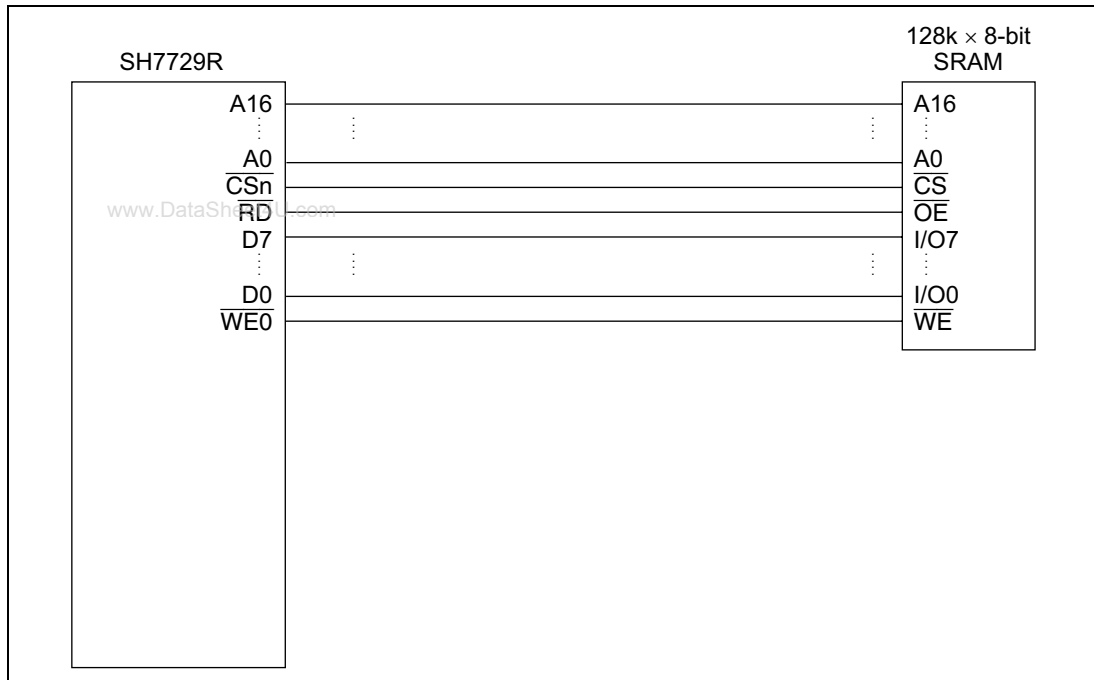 128k × 8-bit
SH7729R SRAM
A16 A16
A0 A0
CSn CS
www.DataSheet4U.com
RD OE
D7 I/O7
D0 I/O0
WE0 WE